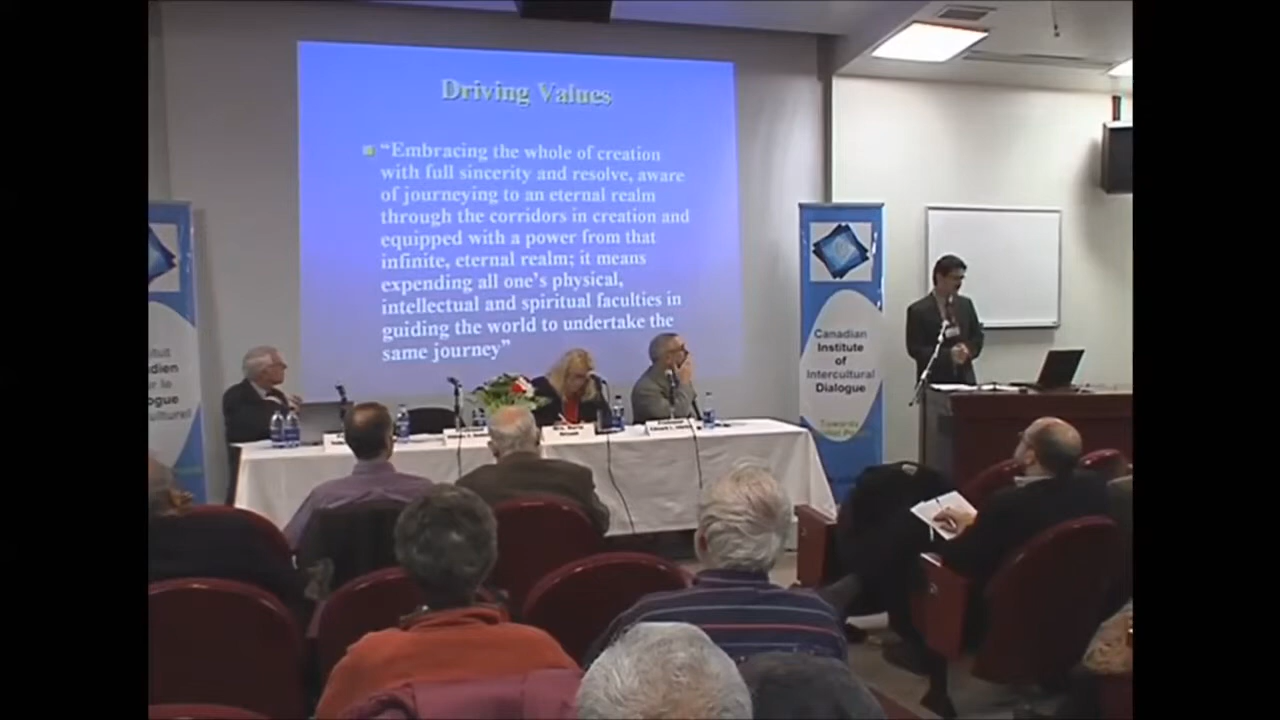 Driving Values
“Embracing the whole of creation
with full sincerity and resolve, aware
of journeying to an eternal realm
through the corridors in creation and
equipped with a power from that
infinite, eternal realm; it means
expending all one’s physical,
intellectual and spiritual faculties in
guiding the world to undertake the
same journey”
Canadian
Institute
of
Intercultural
Dialogue
Towards